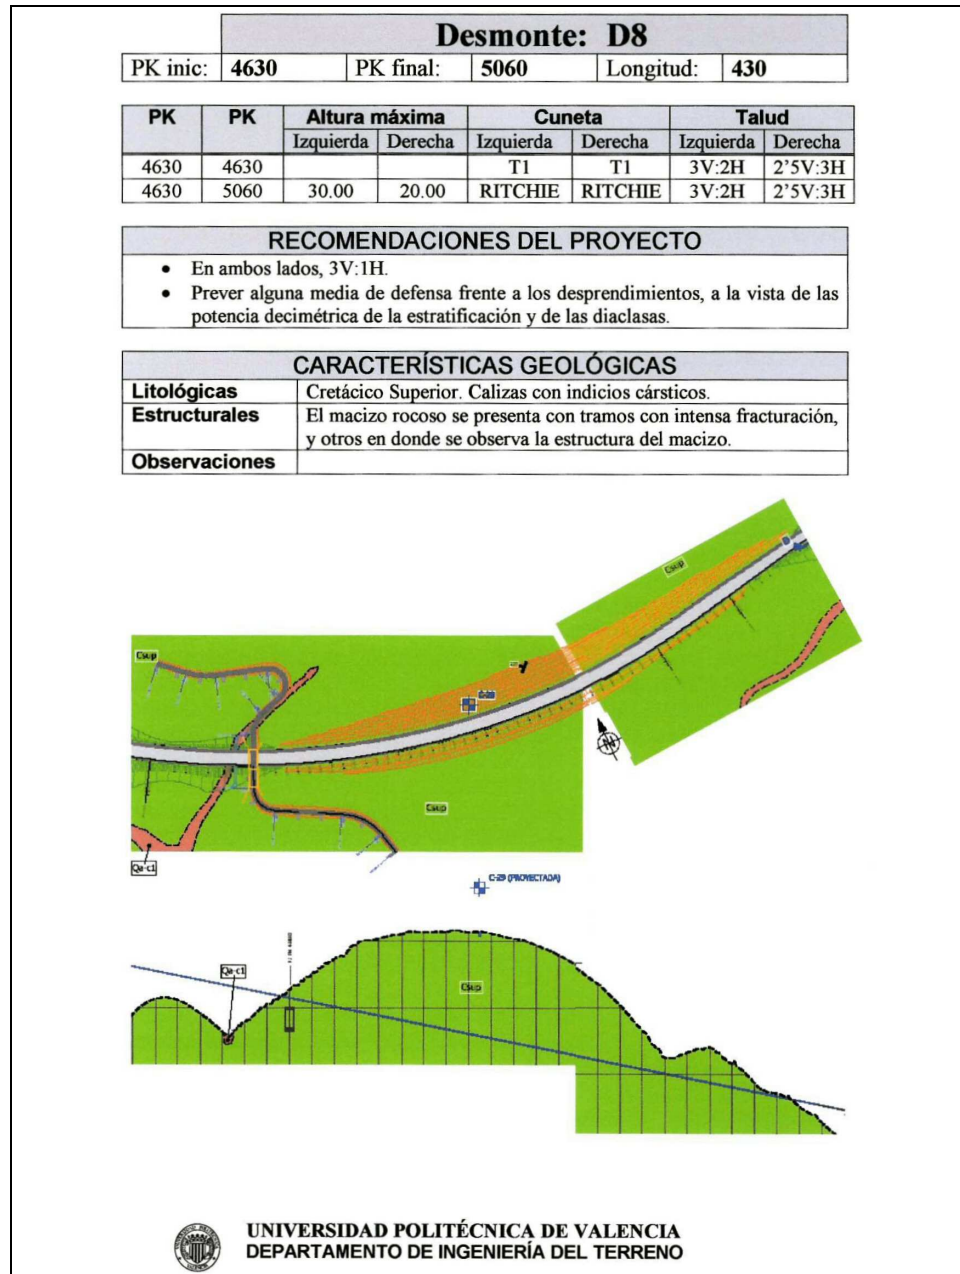 Desmonte: D8
PK inic: 4630 PK final: 5060 Longitud: 430
PK PK Altura máxima Cuneta Talud
Izquierda Derecha Izquierda Derecha Izquierda Derecha
4630 4630 T1 T1 3V:2H 2'5V:3H
4630 5060 30.00 20.00 RITCHIE RITCHIE 3V:2H 2'5V:3H
RECOMENDACIONES DEL PROYECTO
• En ambos lados, 3V:1H.
• Prever alguna media de defensa frente a los desprendimientos, a la vista de las
potencia decimétrica de la estratificación y de las diaclasas.
CARACTERÍSTICAS GEOLÓGICAS
Litológicas Cretácico Superior. Calizas con indicios cársticos.
Estructurales El macizo rocoso se presenta con tramos con intensa fracturación,
y otros en donde se observa la estructura del macizo.
Observaciones
Csup
Csup
C-29
N
Csup
Qa-c1
C-29 (PROYECTADA)
Qa-c1
Csup
UNIVERSIDAD POLITÉCNICA DE VALENCIA
DEPARTAMENTO DE INGENIERÍA DEL TERRENO